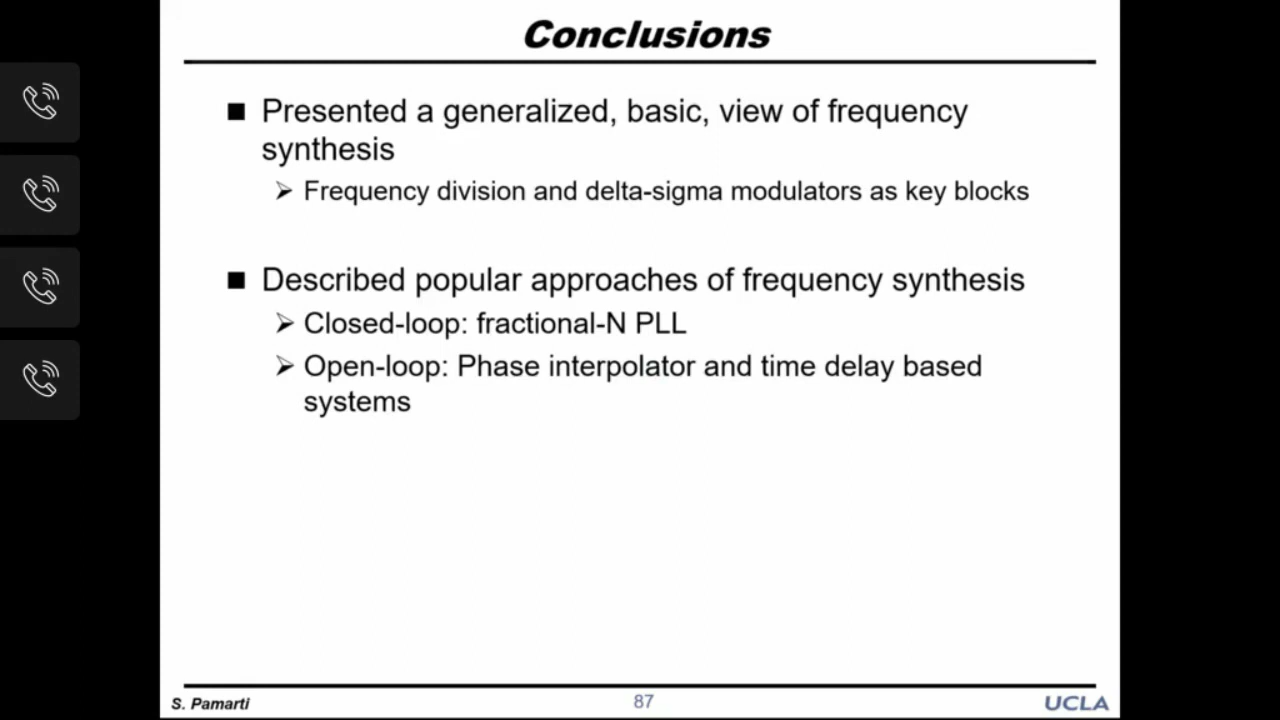 Conclusions
Presented a generalized, basic, view of frequency
synthesis
Frequency division and delta-sigma modulators as key blocks
Described popular approaches of frequency synthesis
Closed-loop: fractional-N PLL
Open-loop: Phase interpolator and time delay based
systems
S. Pamarti
87
UCLA